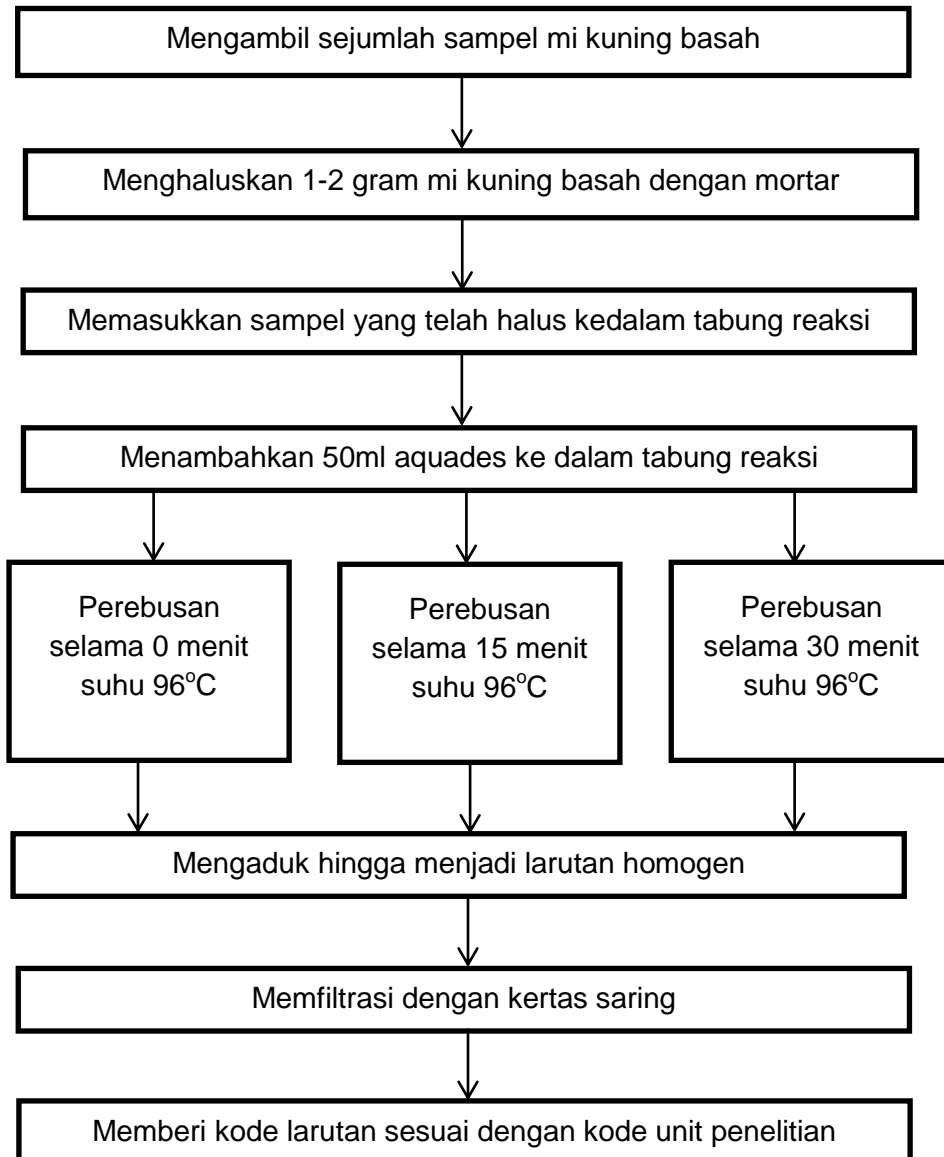 Mengambil sejumlah sampel mi kuning basah
Menghaluskan 1-2 gram mi kuning basah dengan mortar
Memasukkan sampel yang telah halus kedalam tabung reaksi
Menambahkan 50ml aquades ke dalam tabung reaksi
Perebusan
selama 0 menit
suhu 96°C
Perebusan
selama 15 menit
suhu 96°C
Perebusan
selama 30 menit
suhu 96°C
Mengaduk hingga menjadi larutan homogen
Memfiltrasi dengan kertas saring
Memberi kode larutan sesuai dengan kode unit penelitian